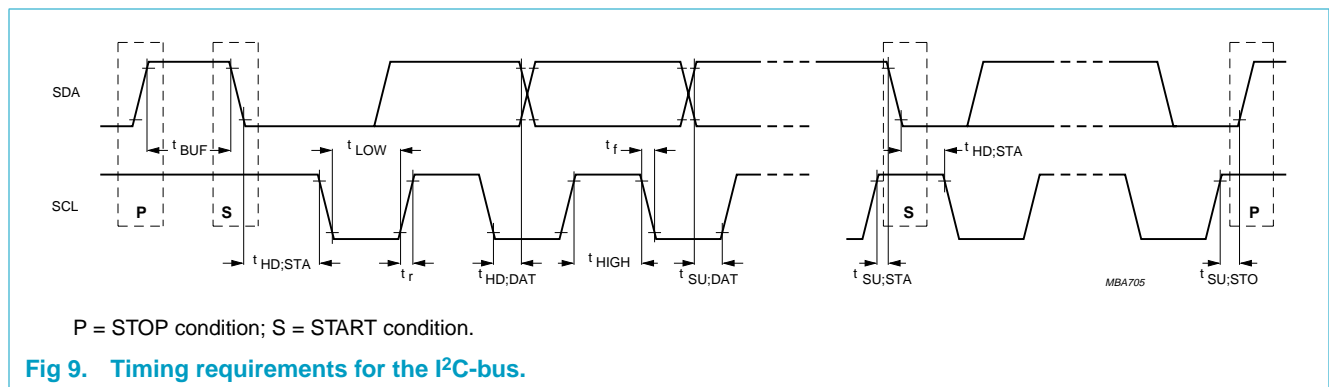 SDA
t BUF
t LOW
t f
t HD;STA
SCL
P
S
S
P
t HD;STA
t r
t HD;DAT
t HIGH
t SU;DAT
t SU;STA
MBA705
t SU;STO
P = STOP condition; S = START condition.
Fig 9. Timing requirements for the I²C-bus.